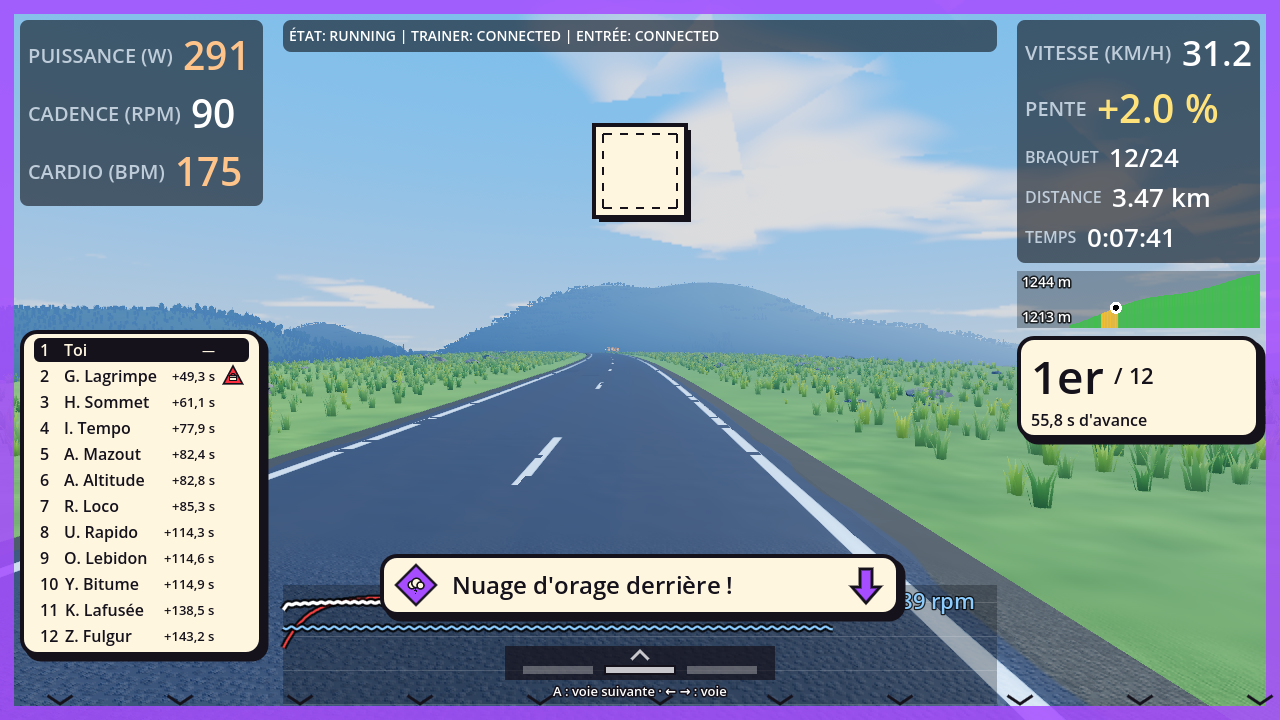 PUISSANCE (W) 291
CADENCE (RPM) 90
CARDIO (BPM) 175
ÉTAT: RUNNING | TRAINER: CONNECTED | ENTRÉE: CONNECTED
VITESSE (KM/H) 31.2
PENTE +2.0 %
BRAQUET 12/24
DISTANCE 3.47 km
TEMPS 0:07:41
1244 m
1213 m
1er / 12
55,8 s d'avance
1 Toi —
2 G. Lagrimpe +49,3 s
3 H. Sommet +61,1 s
4 I. Tempo +77,9 s
5 A. Mazout +82,4 s
6 A. Altitude +82,8 s
7 R. Loco +85,3 s
8 U. Rapido +114,3 s
9 O. Lebidon +114,6 s
10 Y. Bitume +114,9 s
11 K. Lafusée +138,5 s
12 Z. Fulgur +143,2 s
Nuage d'orage derrière !
89 rpm
A : voie suivante · ← → : voie